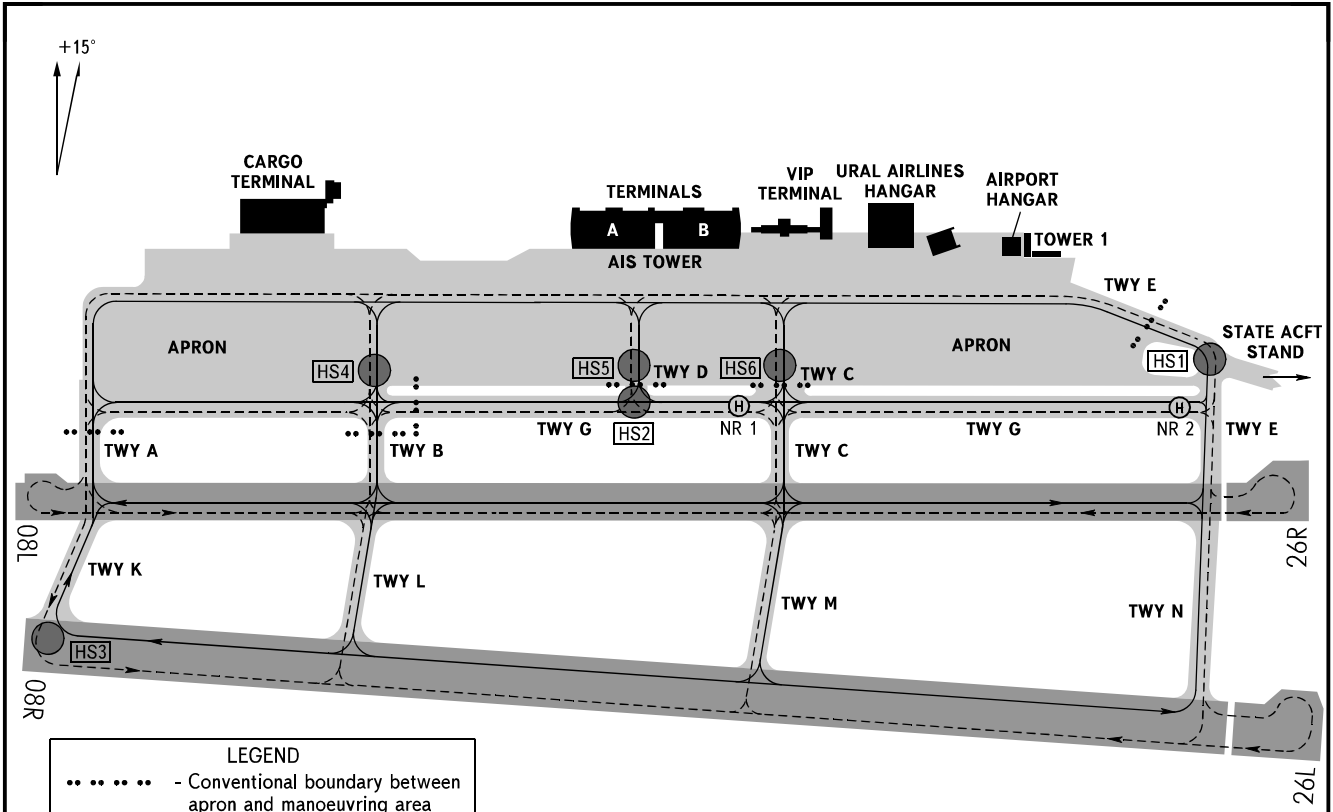 +15°
CARGO
TERMINAL
TERMINALS
A
B
AIS TOWER
VIP
TERMINAL
URAL AIRLINES
HANGAR
AIRPORT
HANGAR
TOWER 1
TWY E
STATE ACFT
STAND
APRON
APRON
HS4
HS5
TWY D
HS6
TWY C
HS1
H
NR 1
H
NR 2
TWY A
TWY B
TWY G
HS2
TWY C
TWY G
TWY E
08L
26R
TWY K
TWY L
TWY M
TWY N
HS3
08R
26L
LEGEND
- Conventional boundary between
apron and manoeuvring area